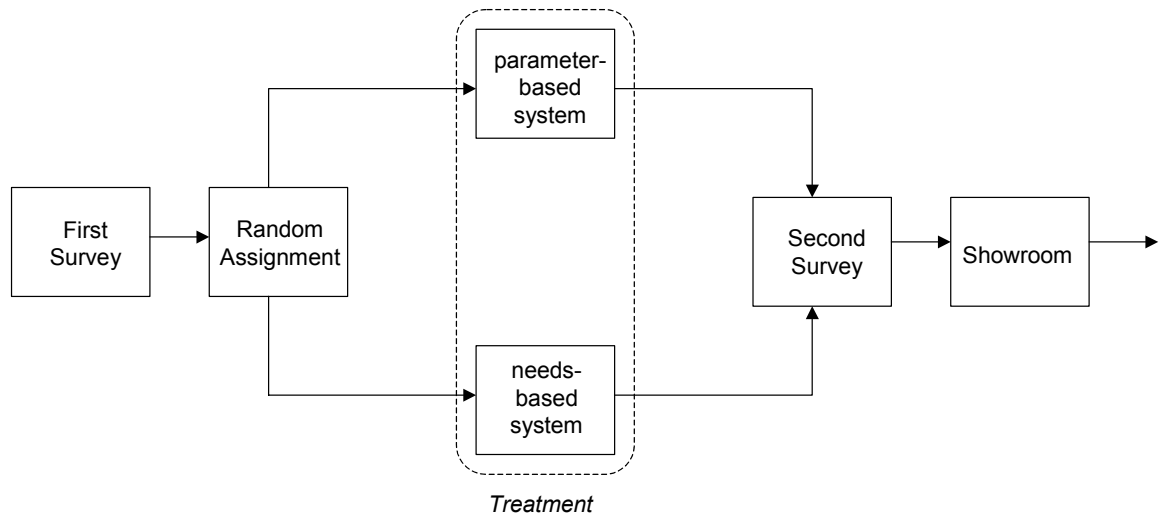 First
Survey
Random
Assignment
parameter-
based
system
needs-
based
system
Treatment
Second
Survey
Showroom